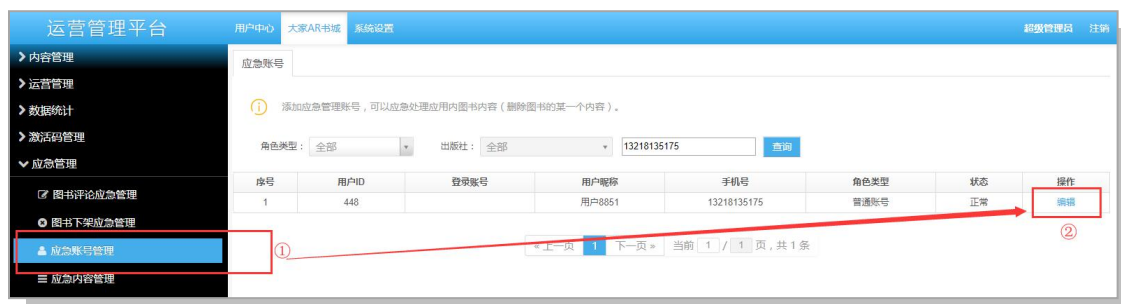 运营管理平台
用户中心 大家AR书城 系统设置 超级管理员 注销
内容管理
运营管理
数据统计
激活码管理
应急管理
图书评论应急管理
图书下架应急管理
应急账号管理
应急内容管理
应急账号
添加应急管理账号，可以应急处理应用内图书内容（删除图书的某一个内容）。
角色类型： 全部 出版社： 全部 13218135175 查询
序号 用户ID 登录账号 用户昵称 手机号 角色类型 状态 操作
1 448 用户8851 13218135175 普通账号 正常 编辑
① ②
« 上一页 1 下一页 » 当前 1 / 1 页，共 1 条